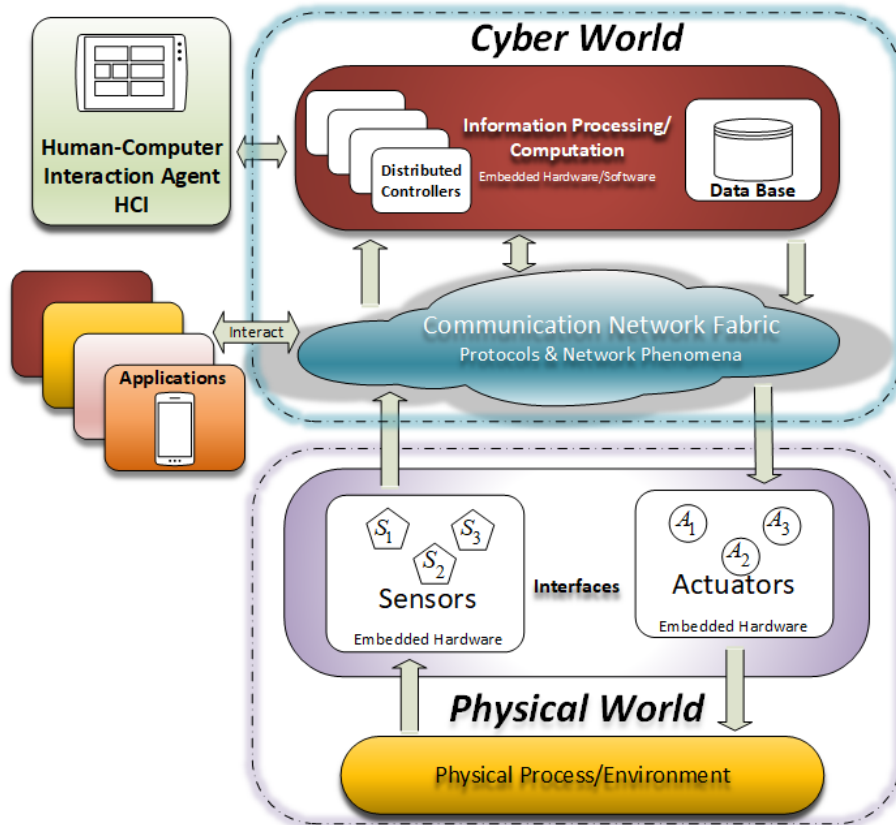 Cyber World
Human-Computer
Interaction Agent
HCI
Information Processing/
Computation
Embedded Hardware/Software
Distributed
Controllers
Data Base
Interact
Communication Network Fabric
Protocols & Network Phenomena
Applications
S1
S3
S2
Sensors
Embedded Hardware
Interfaces
A1
A3
A2
Actuators
Embedded Hardware
Physical World
Physical Process/Environment